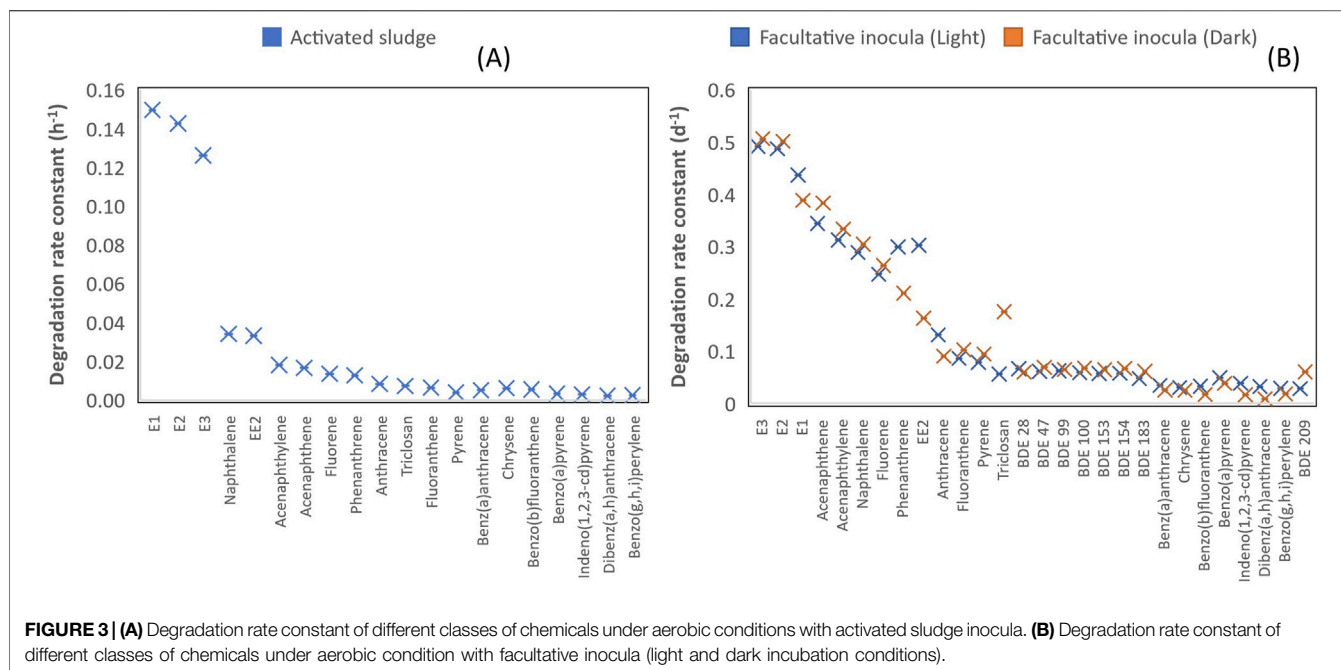 Activated sludge
(A)
Degradation rate constant (h-1)
0.16
0.14
0.12
0.10
0.08
0.06
0.04
0.02
0.00
E1
E2
E3
Naphthalene
EE2
Acenaphthylene
Acenaphthene
Fluorene
Phenanthrene
Anthracene
Triclosan
Fluoranthene
Pyrene
Benz(a)anthracene
Chrysene
Benzo(b)fluoranthene
Benzo(a)pyrene
Indeno(1,2,3-cd)pyrene
Dibenz(a,h)anthracene
Benzo(g,h,i)perylene
Facultative inocula (Light)
Facultative inocula (Dark)
(B)
Degradation rate constant (d-1)
0.6
0.5
0.4
0.3
0.2
0.1
0
E3
E2
E1
Acenaphthene
Acenaphthylene
Naphthalene
Fluorene
Phenanthrene
EE2
Anthracene
Fluoranthene
Pyrene
Triclosan
BDE 28
BDE 47
BDE 99
BDE 100
BDE 153
BDE 154
BDE 183
Benz(a)anthracene
Chrysene
Benzo(b)fluoranthene
Benzo(a)pyrene
Indeno(1,2,3-cd)pyrene
Dibenz(a,h)anthracene
Benzo(g,h,i)perylene
BDE 209
FIGURE 3 | (A) Degradation rate constant of different classes of chemicals under aerobic conditions with activated sludge inocula. (B) Degradation rate constant of
different classes of chemicals under aerobic condition with facultative inocula (light and dark incubation conditions).